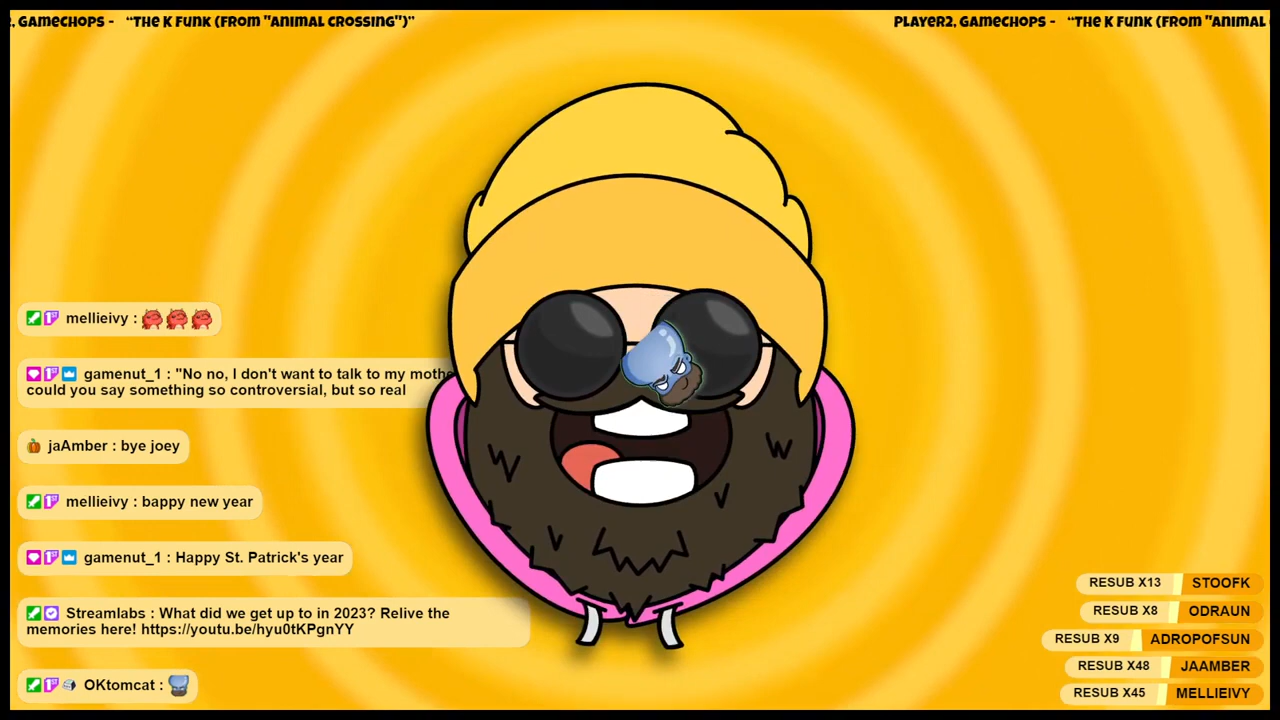 2, GameChops -   “The K Funk (From "Animal Crossing")”
Player2, GameChops -   “The K Funk (From "Animal
mellieivy :
gamenut_1 : "No no, I don't want to talk to my mothe
could you say something so controversial, but so real
jaAmber : bye joey
mellieivy : bappy new year
gamenut_1 : Happy St. Patrick's year
Streamlabs : What did we get up to in 2023? Relive the
memories here! https://youtu.be/hyu0tKPgnYY
OKtomcat :
RESUB X13 STOOFK
RESUB X8 ODRAUN
RESUB X9 ADROPOFSUN
RESUB X48 JAAMBER
RESUB X45 MELLIEIVY